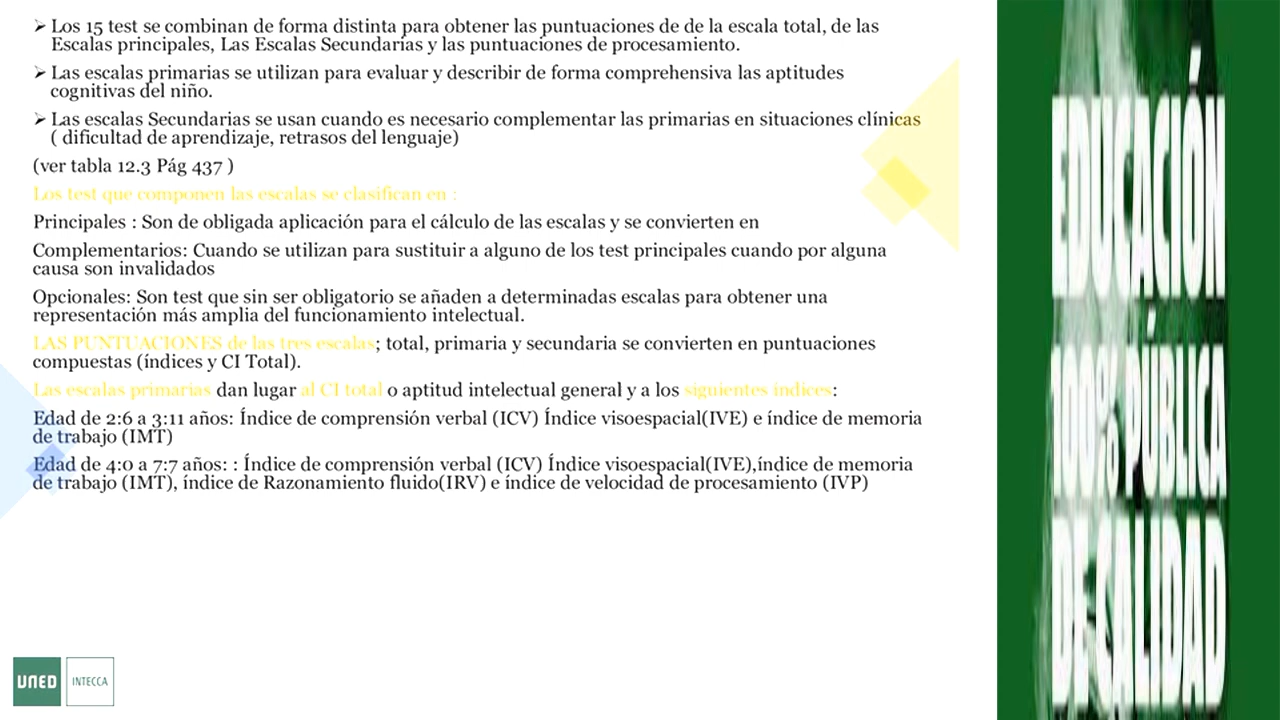 ➢ Los 15 test se combinan de forma distinta para obtener las puntuaciones de de la escala total, de las
Escalas principales, Las Escalas Secundarias y las puntuaciones de procesamiento.
➢ Las escalas primarias se utilizan para evaluar y describir de forma comprehensiva las aptitudes
cognitivas del niño.
➢ Las escalas Secundarias se usan cuando es necesario complementar las primarias en situaciones clínicas
( dificultad de aprendizaje, retrasos del lenguaje)
(ver tabla 12.3 Pág 437 )
Los test que componen las escalas se clasifican en :
Principales : Son de obligada aplicación para el cálculo de las escalas y se convierten en
Complementarios: Cuando se utilizan para sustituir a alguno de los test principales cuando por alguna
causa son invalidados
Opcionales: Son test que sin ser obligatorio se añaden a determinadas escalas para obtener una
representación más amplia del funcionamiento intelectual.
LAS PUNTUACIONES de las tres escalas; total, primaria y secundaria se convierten en puntuaciones
compuestas (índices y CI Total).
Las escalas primarias dan lugar al CI total o aptitud intelectual general y a los siguientes índices:
Edad de 2:6 a 3:11 años: Índice de comprensión verbal (ICV) Índice visoespacial(IVE) e índice de memoria
de trabajo (IMT)
Edad de 4:0 a 7:7 años: : Índice de comprensión verbal (ICV) Índice visoespacial(IVE),índice de memoria
de trabajo (IMT), índice de Razonamiento fluido(IRV) e índice de velocidad de procesamiento (IVP)
UNED
INTECCA
EDUCACIÓN
100% PÚBLICA
DE CALIDAD